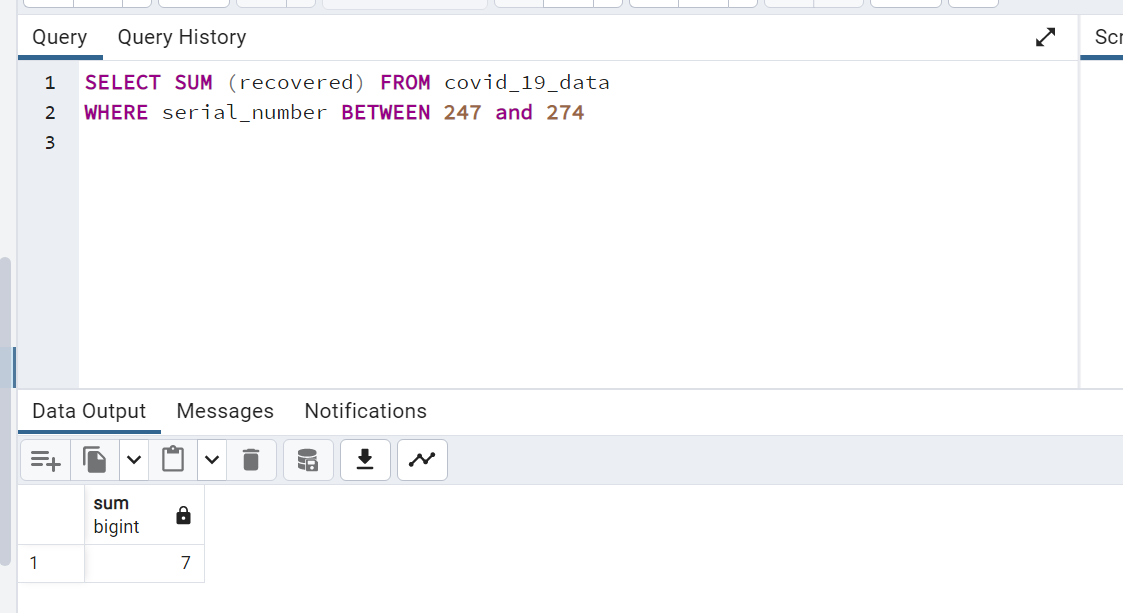 Query Query History
Scr
1 SELECT SUM (recovered) FROM covid_19_data
2 WHERE serial_number BETWEEN 247 and 274
3
Data Output Messages Notifications
sum
bigint
1 7